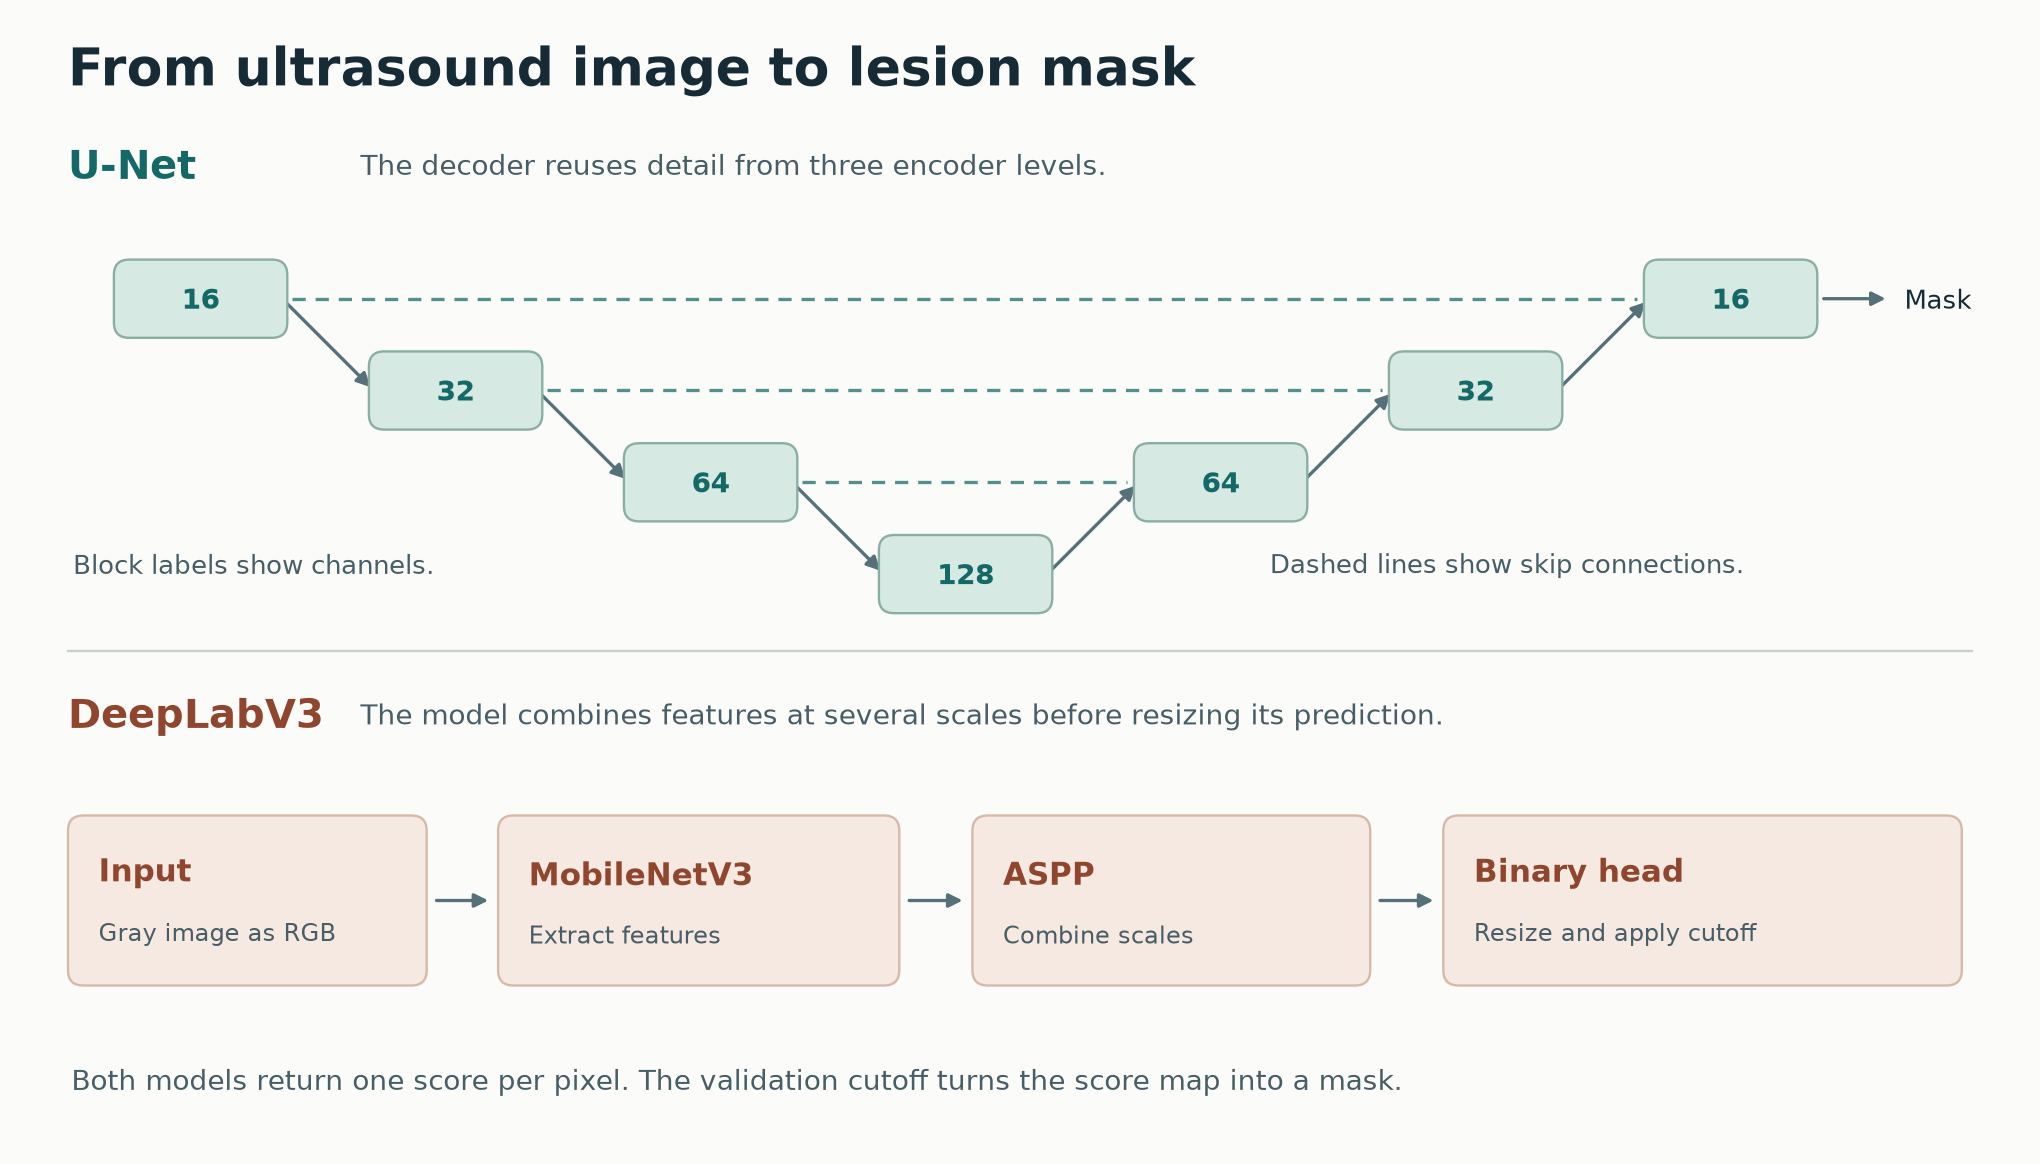 From ultrasound image to lesion mask
U-Net
The decoder reuses detail from three encoder levels.
16
16
Mask
32
32
64
64
128
Block labels show channels.
Dashed lines show skip connections.
DeepLabV3
The model combines features at several scales before resizing its prediction.
Input
Gray image as RGB
MobileNetV3
Extract features
ASPP
Combine scales
Binary head
Resize and apply cutoff
Both models return one score per pixel. The validation cutoff turns the score map into a mask.